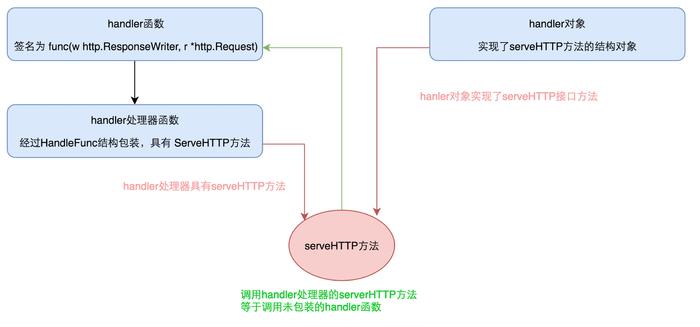 handler函数
签名为 func(w http.ResponseWriter, r *http.Request)
handler对象
实现了serveHTTP方法的结构对象
hanler对象实现了serveHTTP接口方法
handler处理器函数
经过HandleFunc结构包装，具有 ServeHTTP方法
handler处理器具有serveHTTP方法
serveHTTP方法
调用handler处理器的serverHTTP方法
等于调用未包装的handler函数